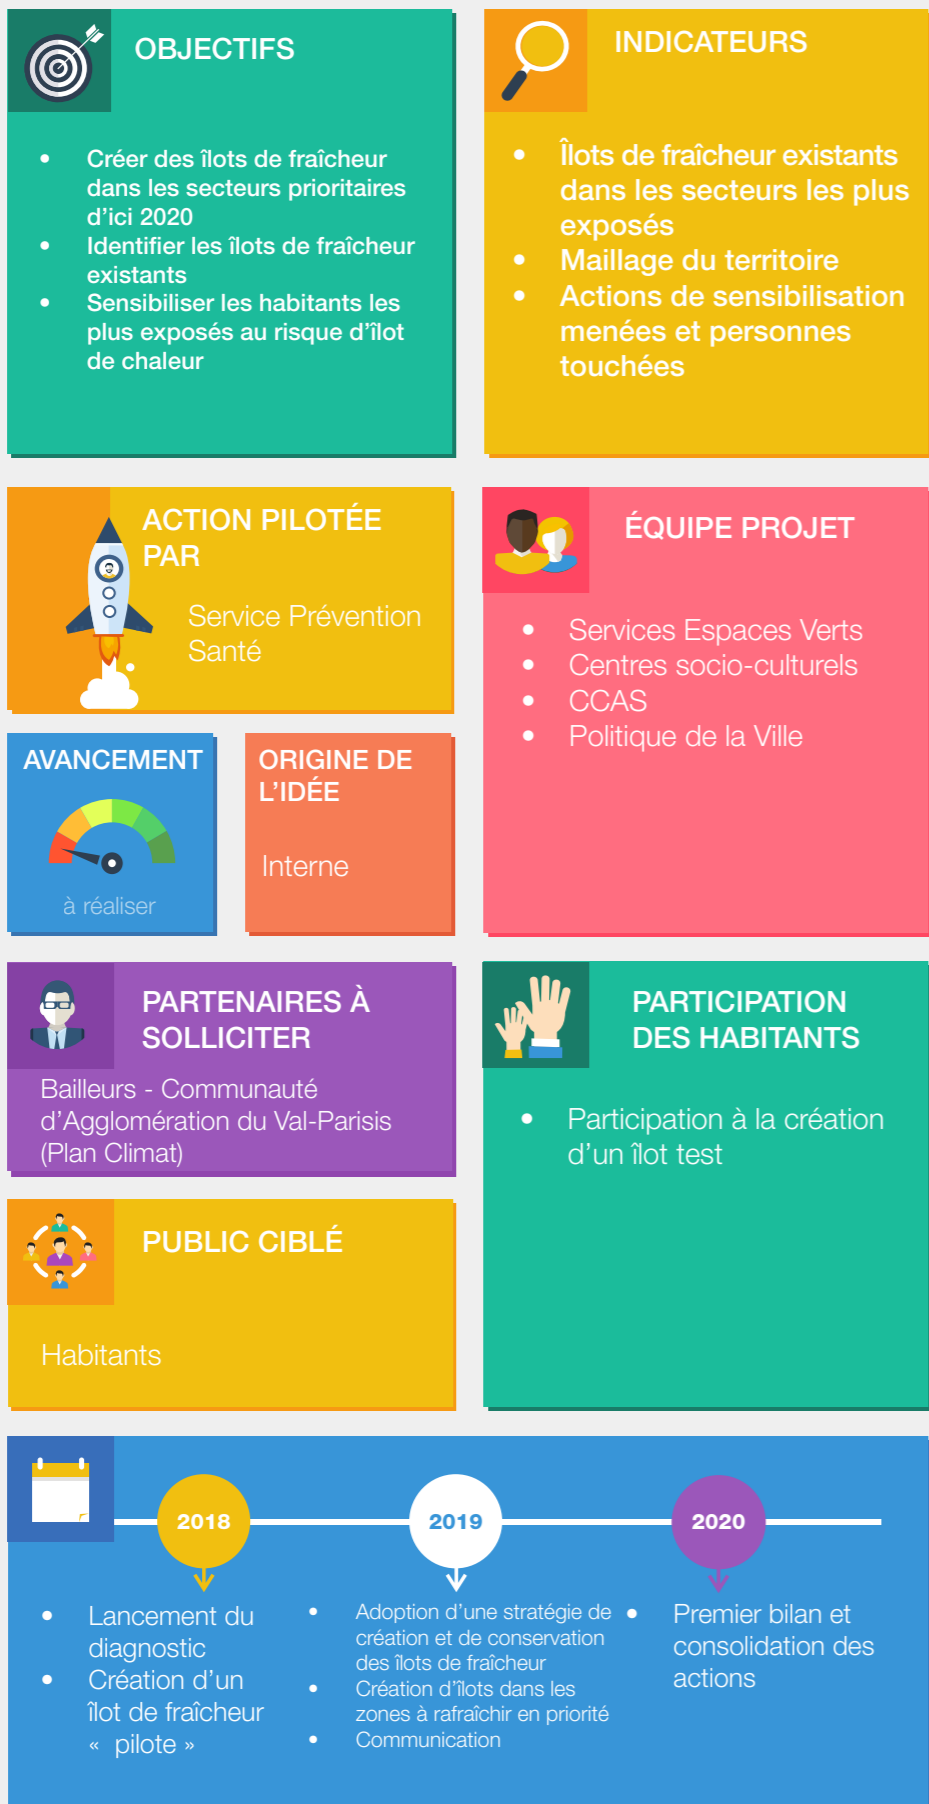 OBJECTIFS
• Créer des îlots de fraîcheur
dans les secteurs prioritaires
d'ici 2020
• Identifier les îlots de fraîcheur
existants
• Sensibiliser les habitants les
plus exposés au risque d'îlot
de chaleur
INDICATEURS
• Îlots de fraîcheur existants
dans les secteurs les plus
exposés
• Maillage du territoire
• Actions de sensibilisation
menées et personnes
touchées
ACTION PILOTÉE
PAR
Service Prévention
Santé
ÉQUIPE PROJET
• Services Espaces Verts
• Centres socio-culturels
• CCAS
• Politique de la Ville
AVANCEMENT
à réaliser
ORIGINE DE
L'IDÉE
Interne
PARTENAIRES À
SOLLICITER
Bailleurs - Communauté
d'Agglomération du Val-Parisis
(Plan Climat)
PARTICIPATION
DES HABITANTS
• Participation à la création
d'un îlot test
PUBLIC CIBLÉ
Habitants
2018
• Lancement du
diagnostic
• Création d'un
îlot de fraîcheur
« pilote »
2019
• Adoption d'une stratégie de
création et de conservation
des îlots de fraîcheur
• Création d'îlots dans les
zones à rafraîchir en priorité
• Communication
2020
• Premier bilan et
consolidation des
actions